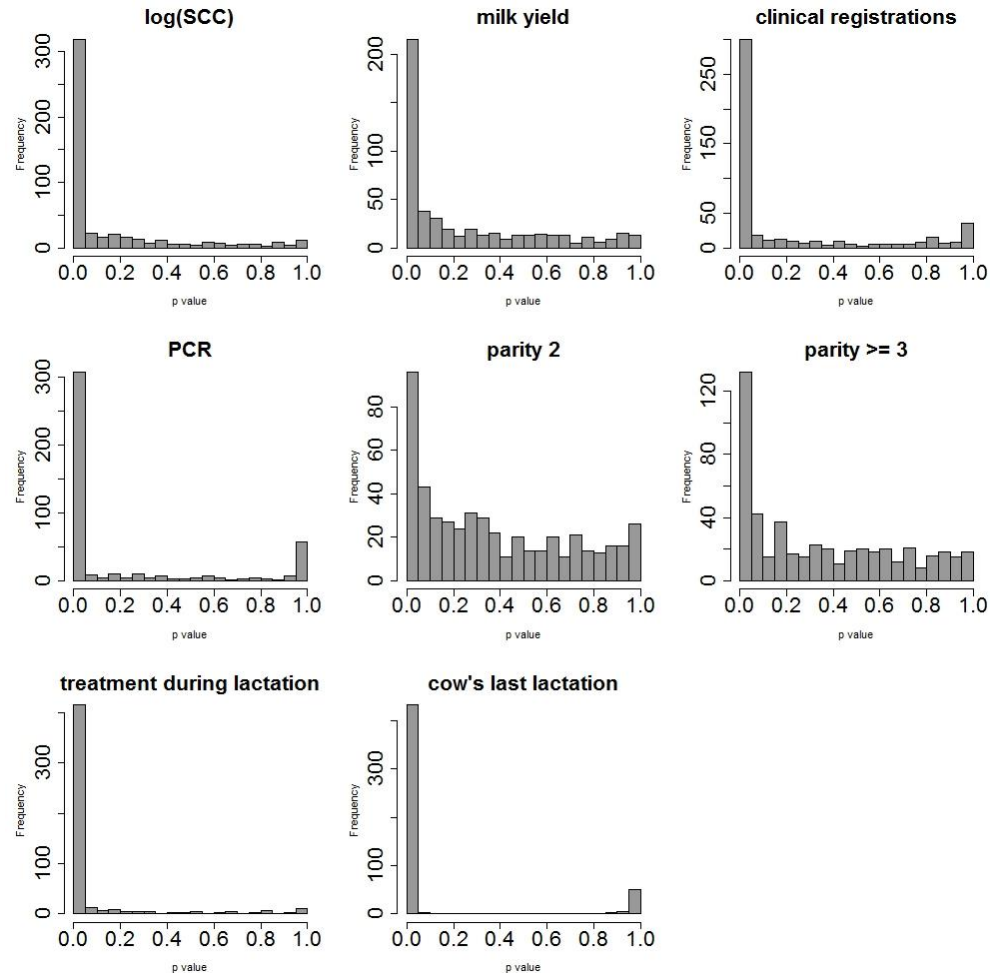 log(SCC)
Frequency
0 100 200 300
0.0 0.2 0.4 0.6 0.8 1.0
p value
milk yield
Frequency
0 50 100 200
0.0 0.2 0.4 0.6 0.8 1.0
p value
clinical registrations
Frequency
0 50 150 250
0.0 0.2 0.4 0.6 0.8 1.0
p value
PCR
Frequency
0 100 200 300
0.0 0.2 0.4 0.6 0.8 1.0
p value
parity 2
Frequency
0 20 40 60 80
0.0 0.2 0.4 0.6 0.8 1.0
p value
parity >= 3
Frequency
0 40 80 120
0.0 0.2 0.4 0.6 0.8 1.0
p value
treatment during lactation
Frequency
0 100 300
0.0 0.2 0.4 0.6 0.8 1.0
p value
cow's last lactation
Frequency
0 100 300
0.0 0.2 0.4 0.6 0.8 1.0
p value